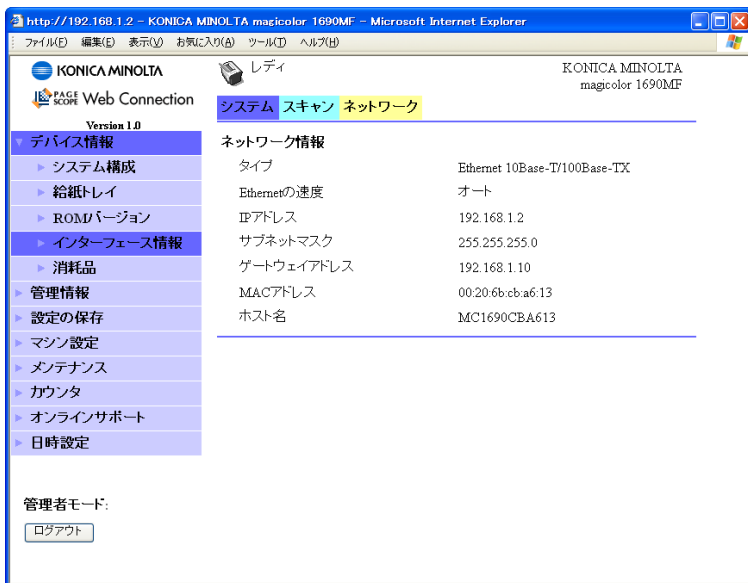 http://192.168.1.2 - KONICA MINOLTA magicolor 1690MF - Microsoft Internet Explorer
ファイル(F) 編集(E) 表示(V) お気に入り(A) ツール(T) ヘルプ(H)
KONICA MINOLTA
PAGE SCOPE Web Connection
Version 1.0
デバイス情報
システム構成
給紙トレイ
ROMバージョン
インターフェース情報
消耗品
管理情報
設定の保存
マシン設定
メンテナンス
カウンタ
オンラインサポート
日時設定
管理者モード:
ログアウト
レディ
KONICA MINOLTA
magicolor 1690MF
システム スキャン ネットワーク
ネットワーク情報
タイプ Ethernet 10Base-T/100Base-TX
Ethernetの速度 オート
IPアドレス 192.168.1.2
サブネットマスク 255.255.255.0
ゲートウェイアドレス 192.168.1.10
MACアドレス 00:20:6b:cb:a6:13
ホスト名 MC1690CBA613